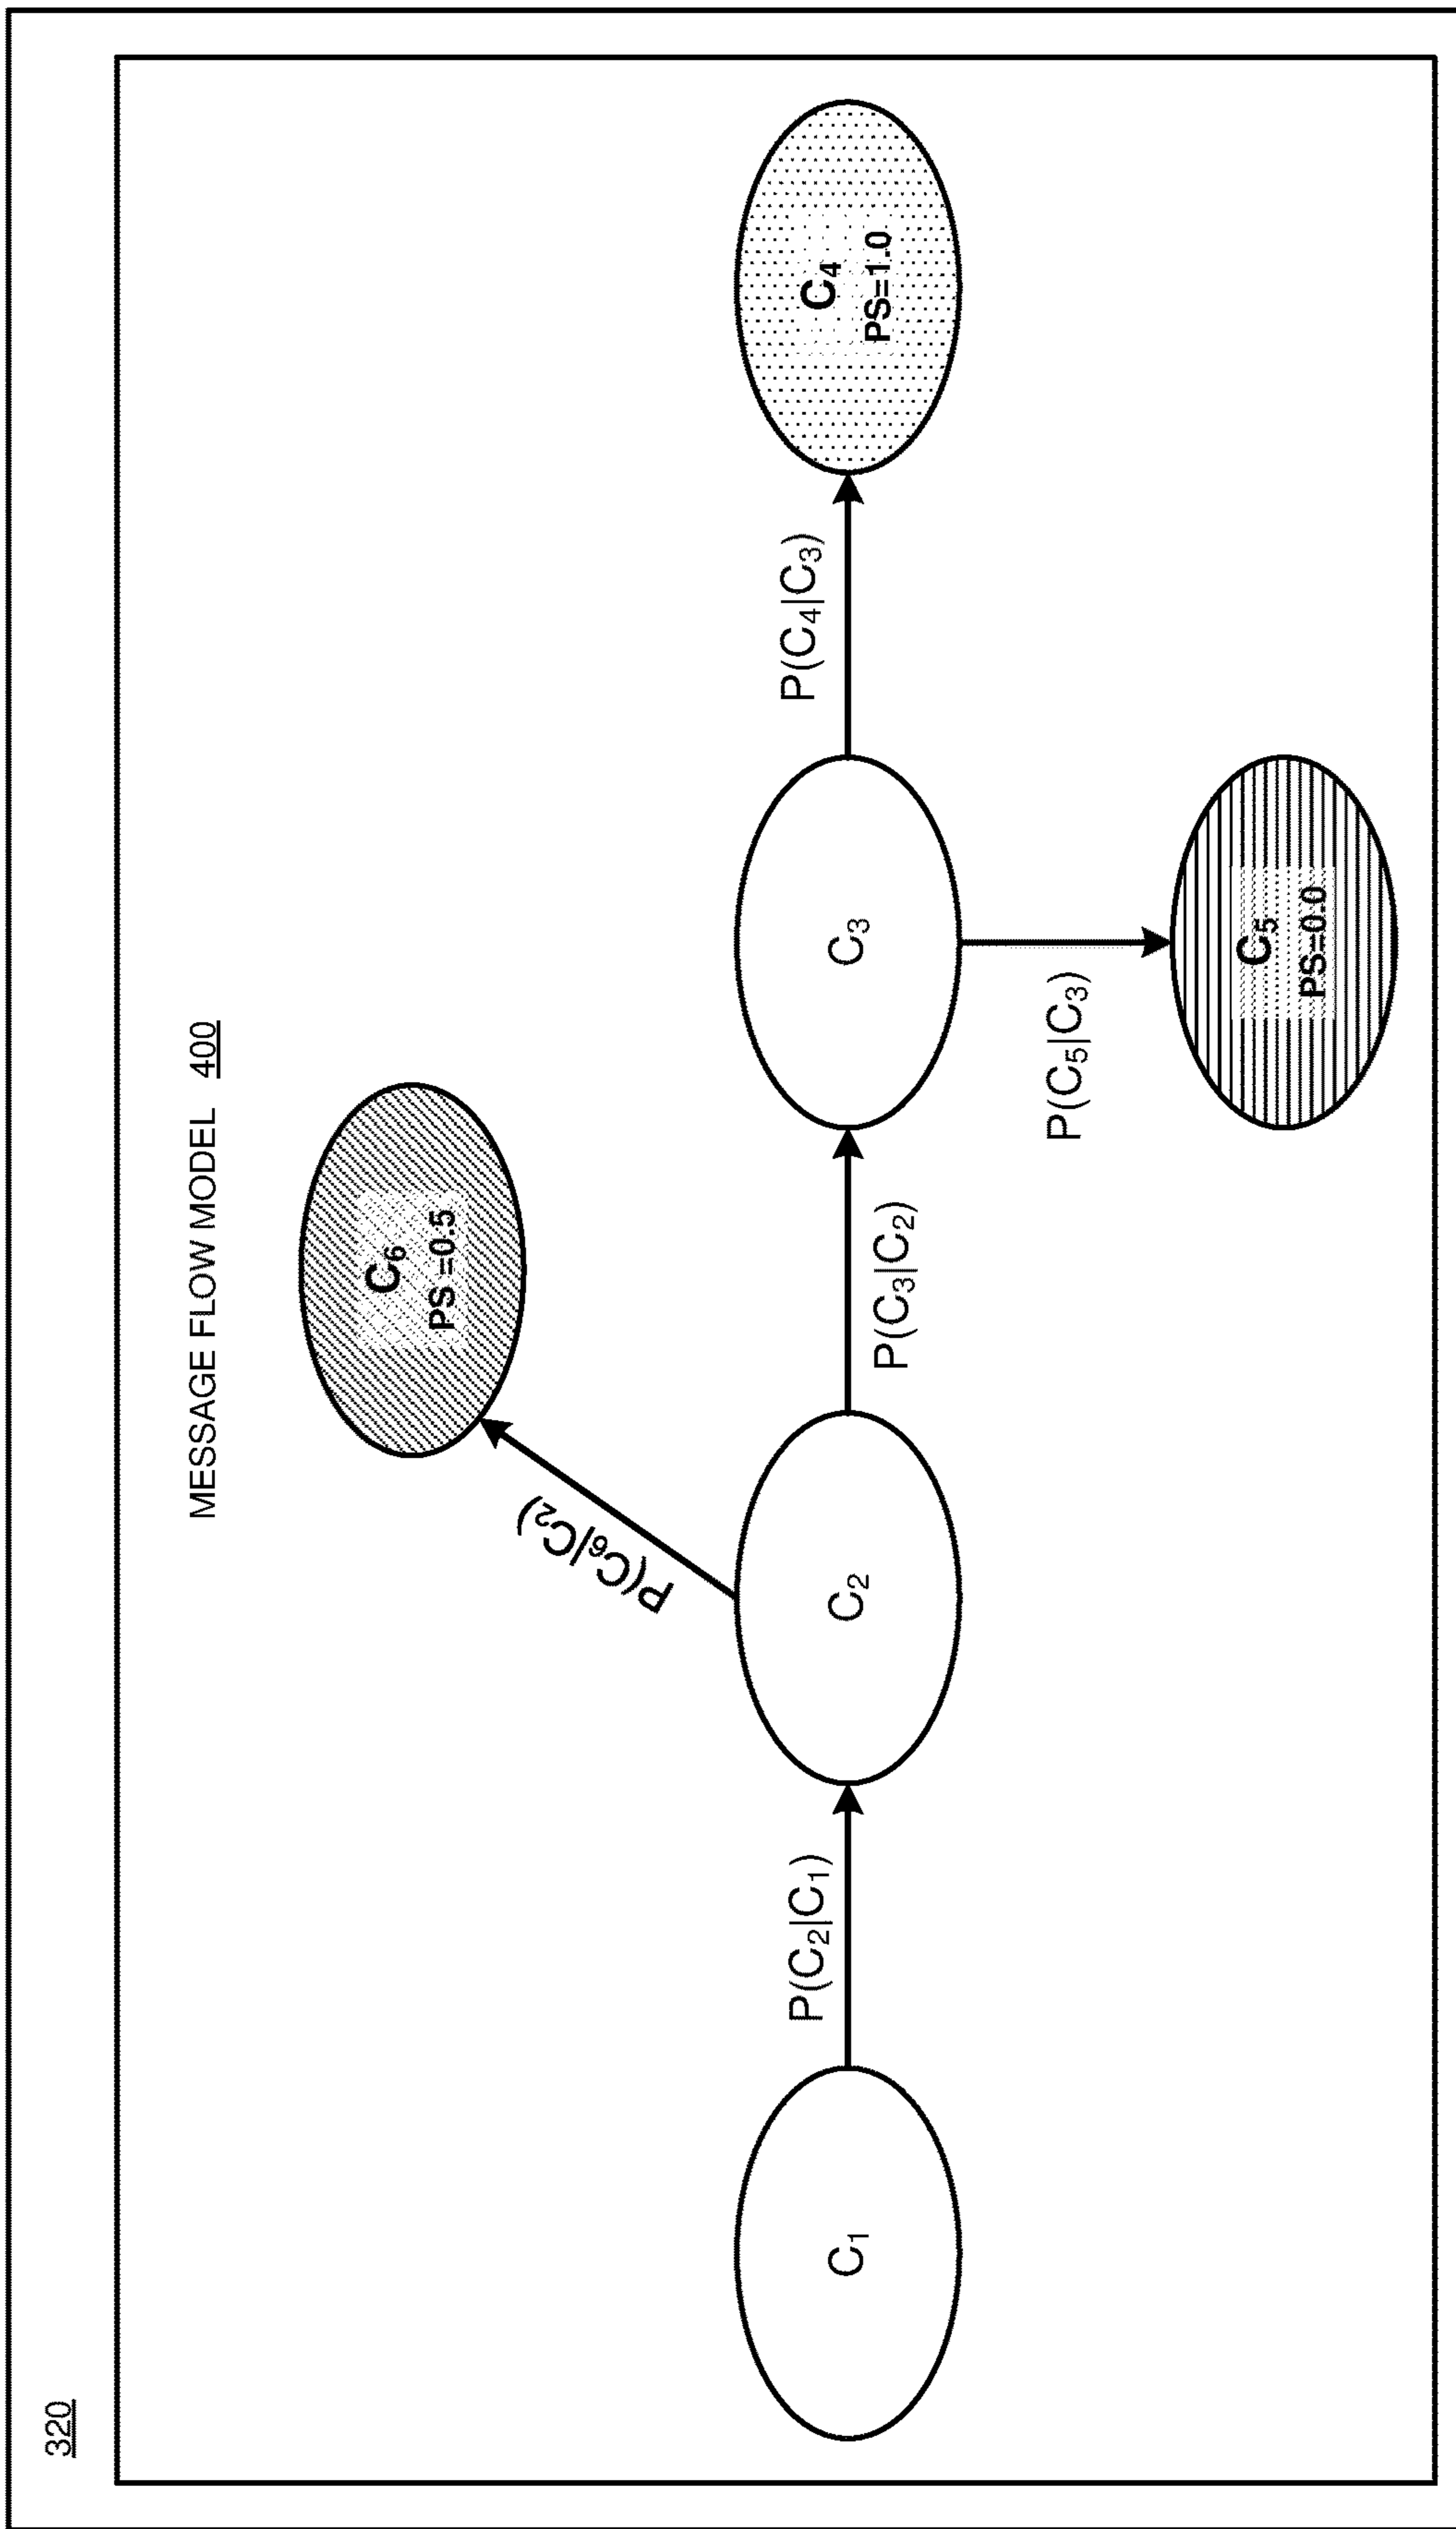 320
MESSAGE FLOW MODEL 400
C₆
PS =0.5
P(C₆|C₂)
C₁
P(C₂|C₁)
C₂
P(C₃|C₂)
C₃
P(C₄|C₃)
C₄
PS=1.0
P(C₅|C₃)
C₅
PS=0.0